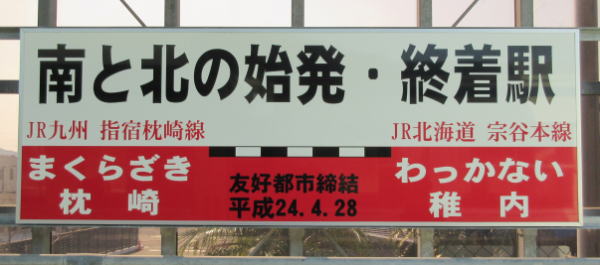 南と北の始発・終着駅
JR九州 指宿枕崎線
JR北海道 宗谷本線
まくらざき
枕崎
友好都市締結
平成24.4.28
わっかない
稚内